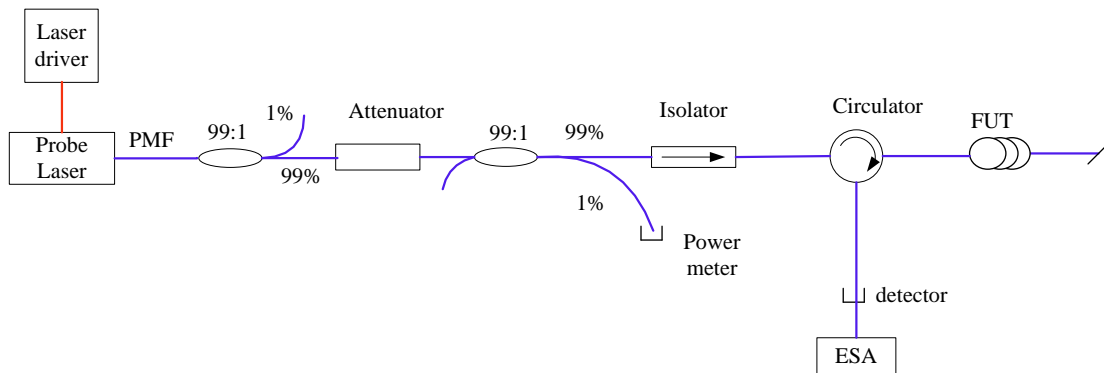 Laser
driver
Probe
Laser
PMF
99:1
1%
99%
Attenuator
99:1
99%
1%
Power
meter
Isolator
Circulator
FUT
detector
ESA